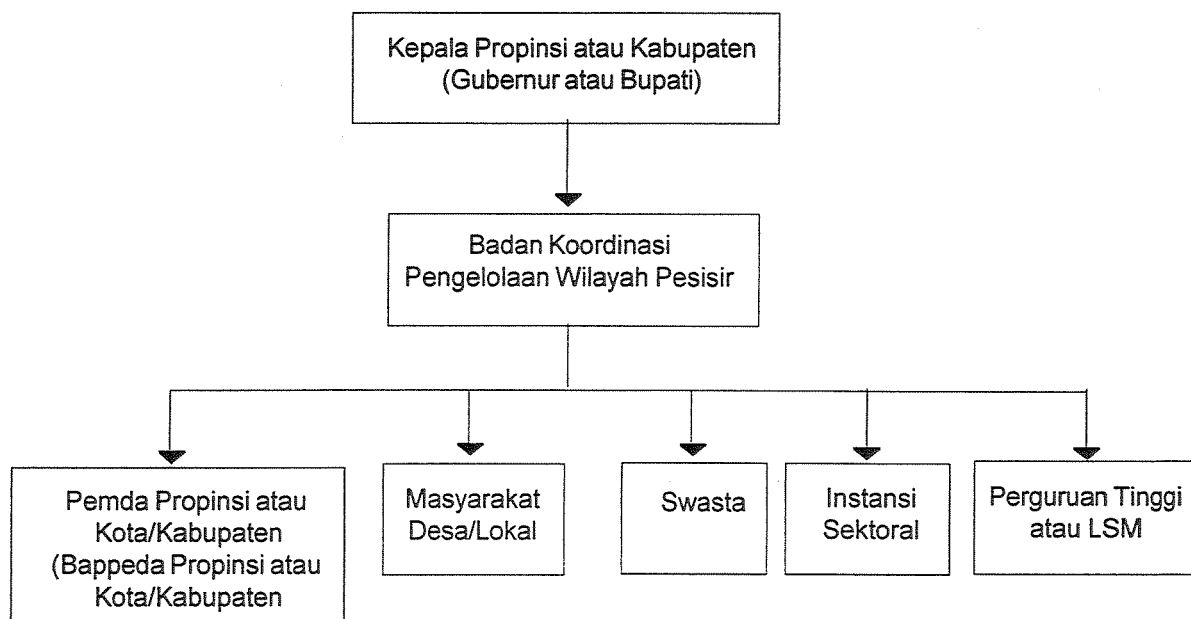 Kepala Propinsi atau Kabupaten
(Gubernur atau Bupati)
Badan Koordinasi
Pengelolaan Wilayah Pesisir
Pemda Propinsi atau
Kota/Kabupaten
(Bappeda Propinsi atau
Kota/Kabupaten
Masyarakat
Desa/Lokal
Swasta
Instansi
Sektoral
Perguruan Tinggi
atau LSM